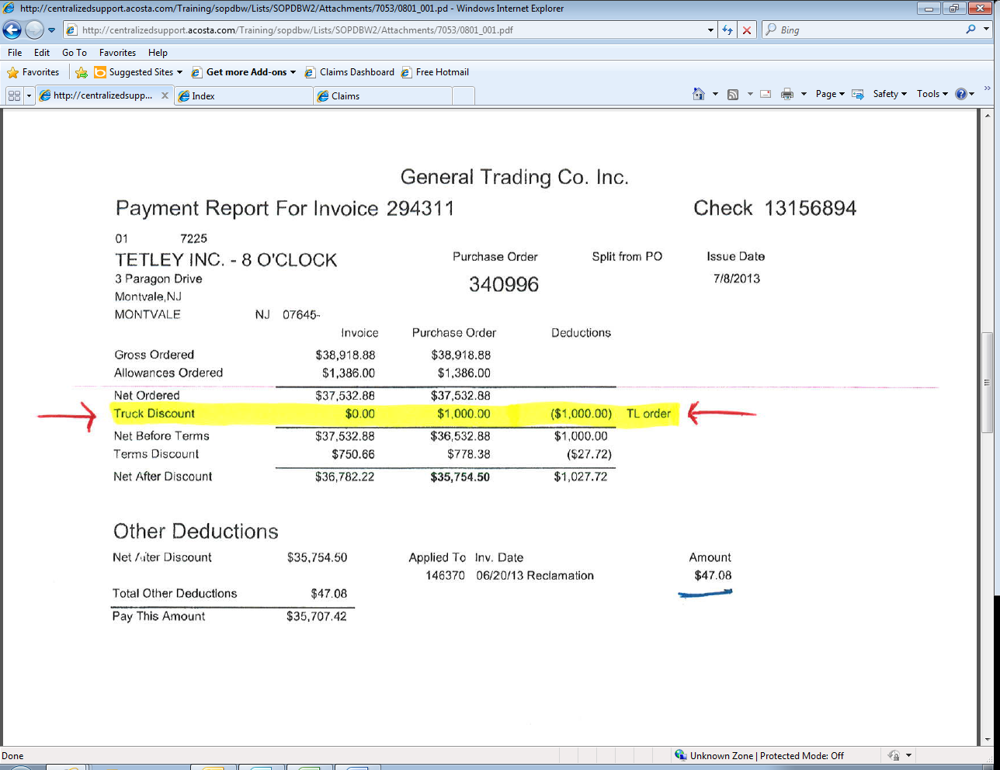 http://centralizedsupport.acosta.com/Training/sopdbw/Lists/SOPDBW2/Attachments/7053/0801_001.pd - Windows Internet Explorer
http://centralizedsupport.acosta.com/Training/sopdbw/Lists/SOPDBW2/Attachments/7053/0801_001.pdf
Bing
File Edit Go To Favorites Help
Favorites Suggested Sites Get more Add-ons Claims Dashboard Free Hotmail
http://centralizedsupp... X Index Claims Page Safety Tools
General Trading Co. Inc.
Payment Report For Invoice 294311 Check 13156894
01 7225
TETLEY INC. - 8 O'CLOCK Purchase Order Split from PO Issue Date
3 Paragon Drive 340996 7/8/2013
Montvale,NJ
MONTVALE NJ 07645-
Invoice Purchase Order Deductions
Gross Ordered $38,918.88 $38,918.88
Allowances Ordered $1,386.00 $1,386.00
Net Ordered $37,532.88 $37,532.88
Truck Discount $0.00 $1,000.00 ($1,000.00) TL order
Net Before Terms $37,532.88 $36,532.88 $1,000.00
Terms Discount $750.66 $778.38 ($27.72)
Net After Discount $36,782.22 $35,754.50 $1,027.72
Other Deductions
Net After Discount $35,754.50 Applied To Inv. Date Amount
146370 06/20/13 Reclamation $47.08
Total Other Deductions $47.08
Pay This Amount $35,707.42
Done Unknown Zone | Protected Mode: Off